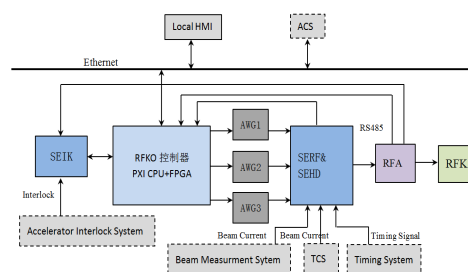 Local HMI
ACS
Ethernet
RS485
AWG1
SEIK
RFKO 控制器
PXI CPU+FPGA
AWG2
SERF&
SEHD
RFA
RFK
Interlock
AWG3
Accelerator Interlock System
Beam Current
Beam Current
Timing Signal
Beam Measurment Sytem
TCS
Timing System